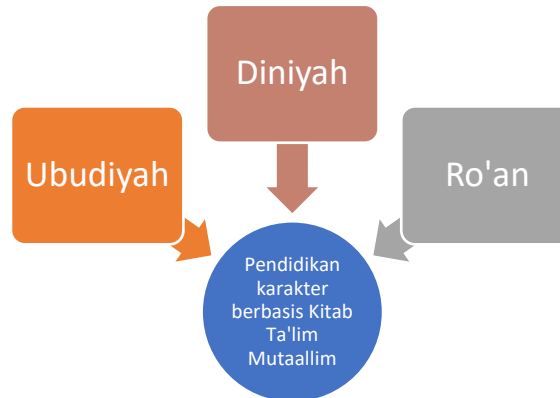 Diniyah
Ubudiyah
Ro'an
Pendidikan
karakter
berbasis Kitab
Ta'lim
Mutaallim